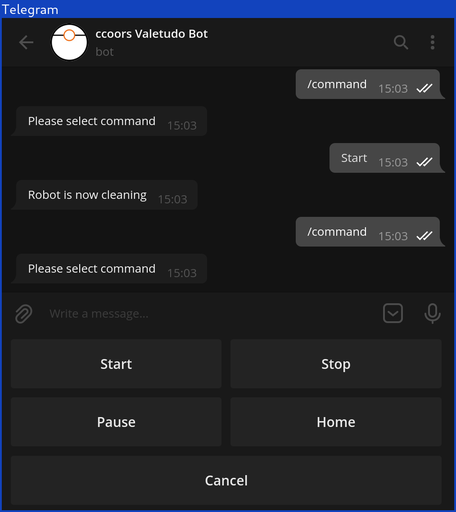 Telegram
ccoors Valetudo Bot
bot
/command 15:03
Please select command 15:03
Start 15:03
Robot is now cleaning 15:03
/command 15:03
Please select command 15:03
Write a message...
Start Stop
Pause Home
Cancel